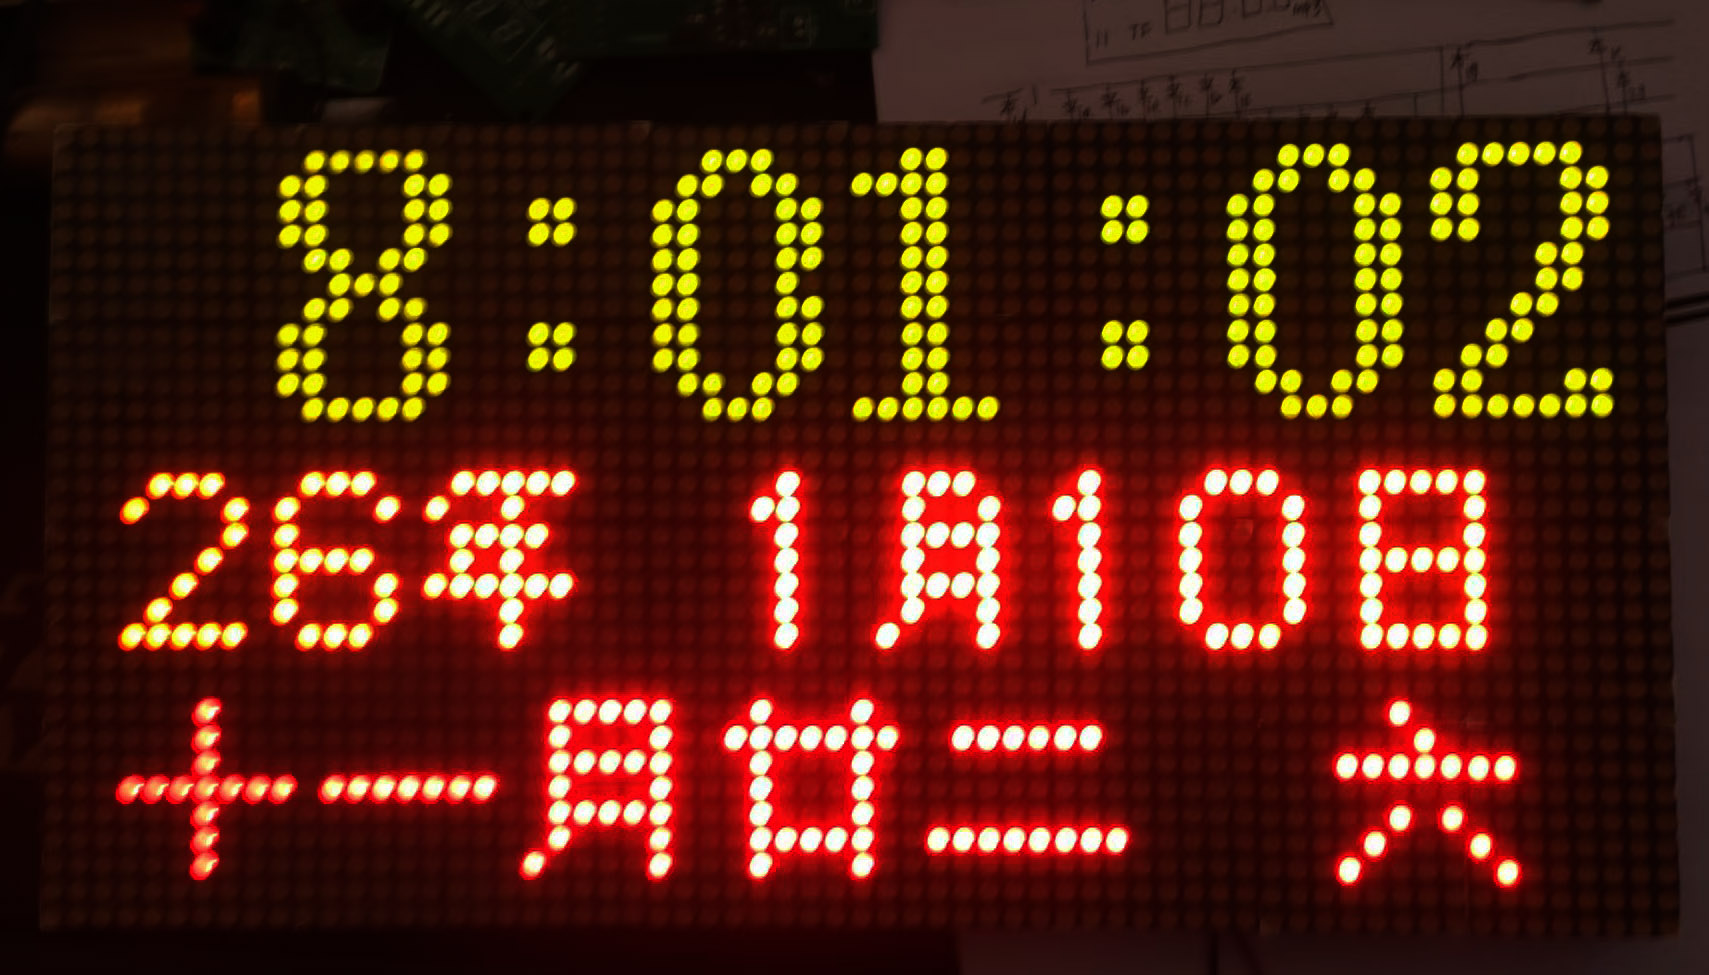 8:01:02
26年 1月10日
十一月廿二 六